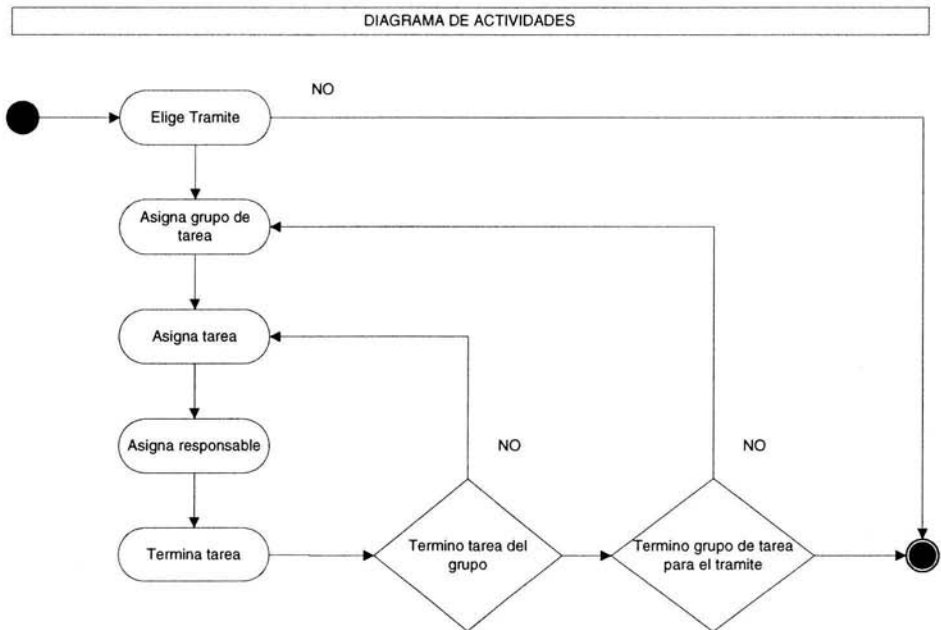 DIAGRAMA DE ACTIVIDADES
NO
Elige Tramite
Asigna grupo de
tarea
Asigna tarea
Asigna responsable
NO
NO
Termina tarea
Termino tarea del
grupo
Termino grupo de tarea
para el tramite